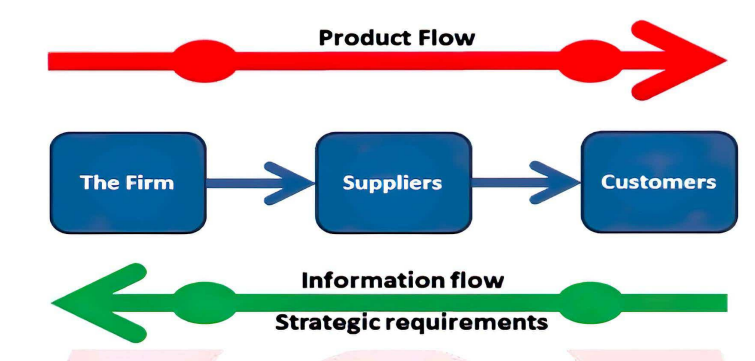 Product Flow
The Firm
Suppliers
Customers
Information flow
Strategic requirements